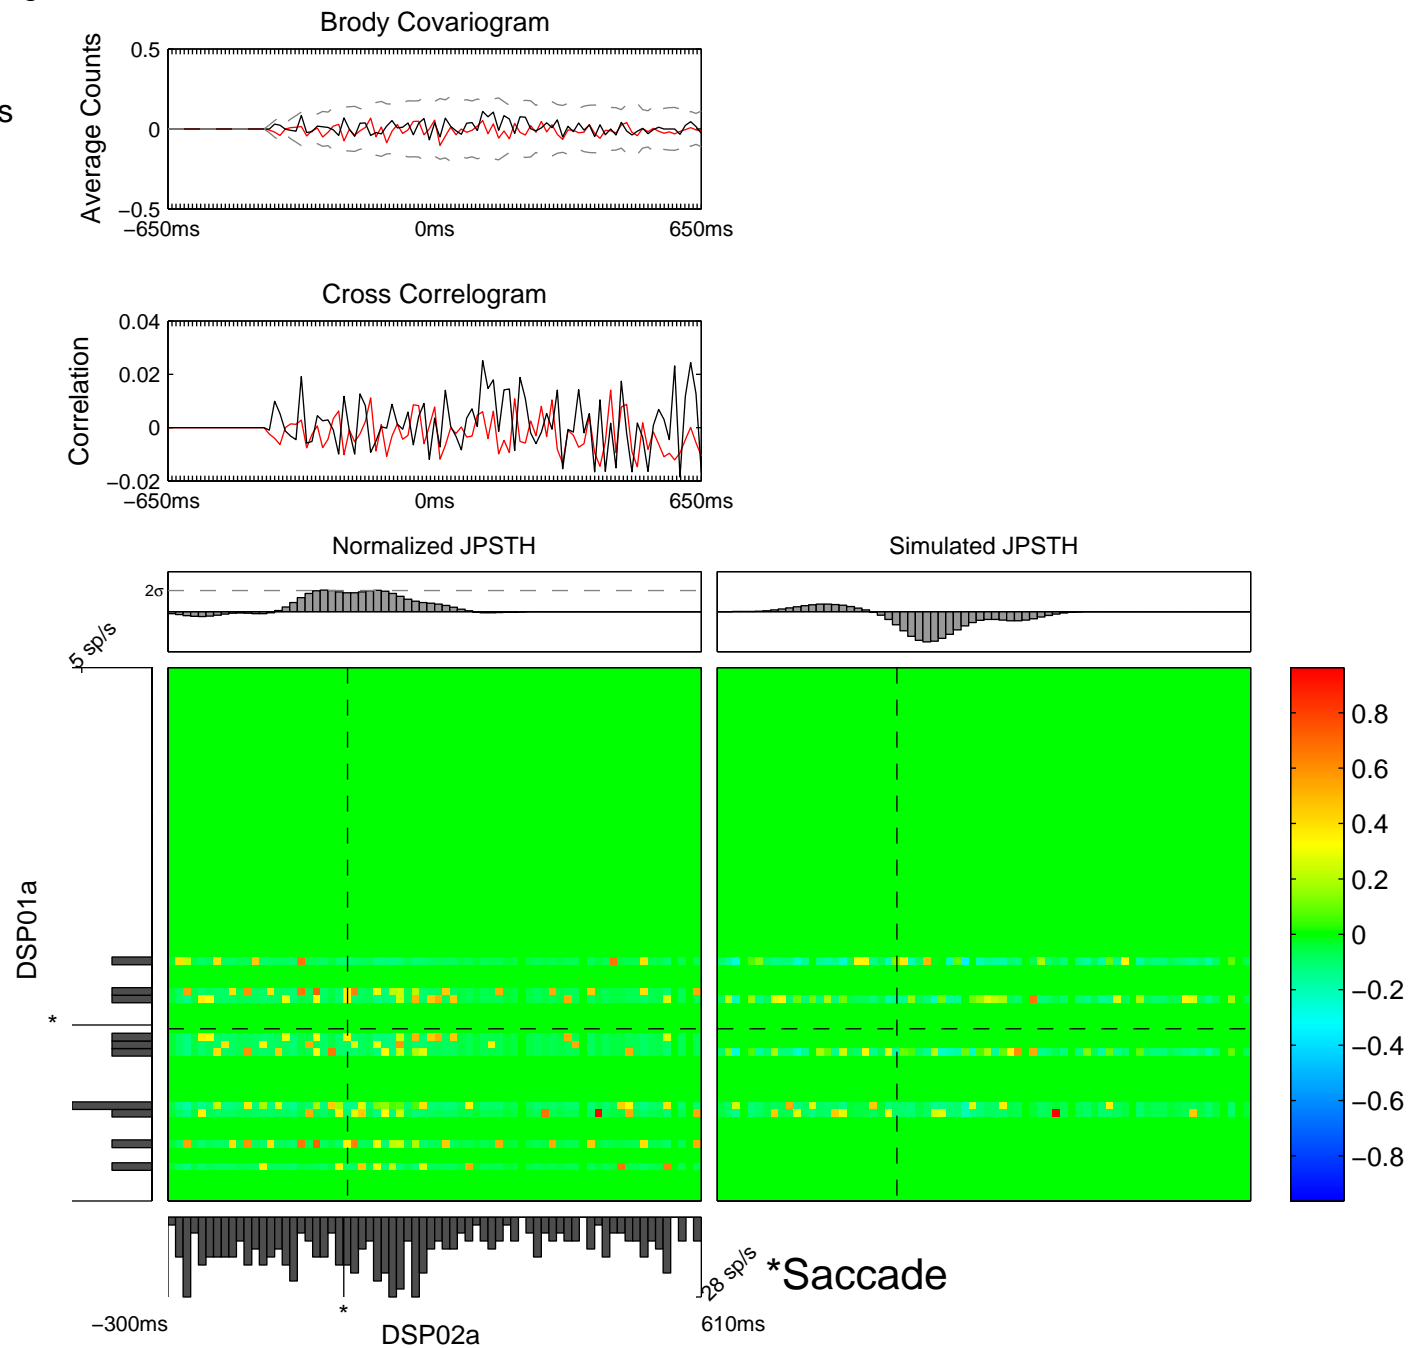 g
Brody Covariogram
s
Average Counts
0.5
0
−0.5
−650ms 0ms 650ms
Cross Correlogram
Correlation
0.04
0.02
0
−0.02
−650ms 0ms 650ms
Normalized JPSTH Simulated JPSTH
2σ
5 sp/s
DSP01a
*
0.8
0.6
0.4
0.2
0
−0.2
−0.4
−0.6
−0.8
28 sp/s
*Saccade
*
−300ms DSP02a 610ms